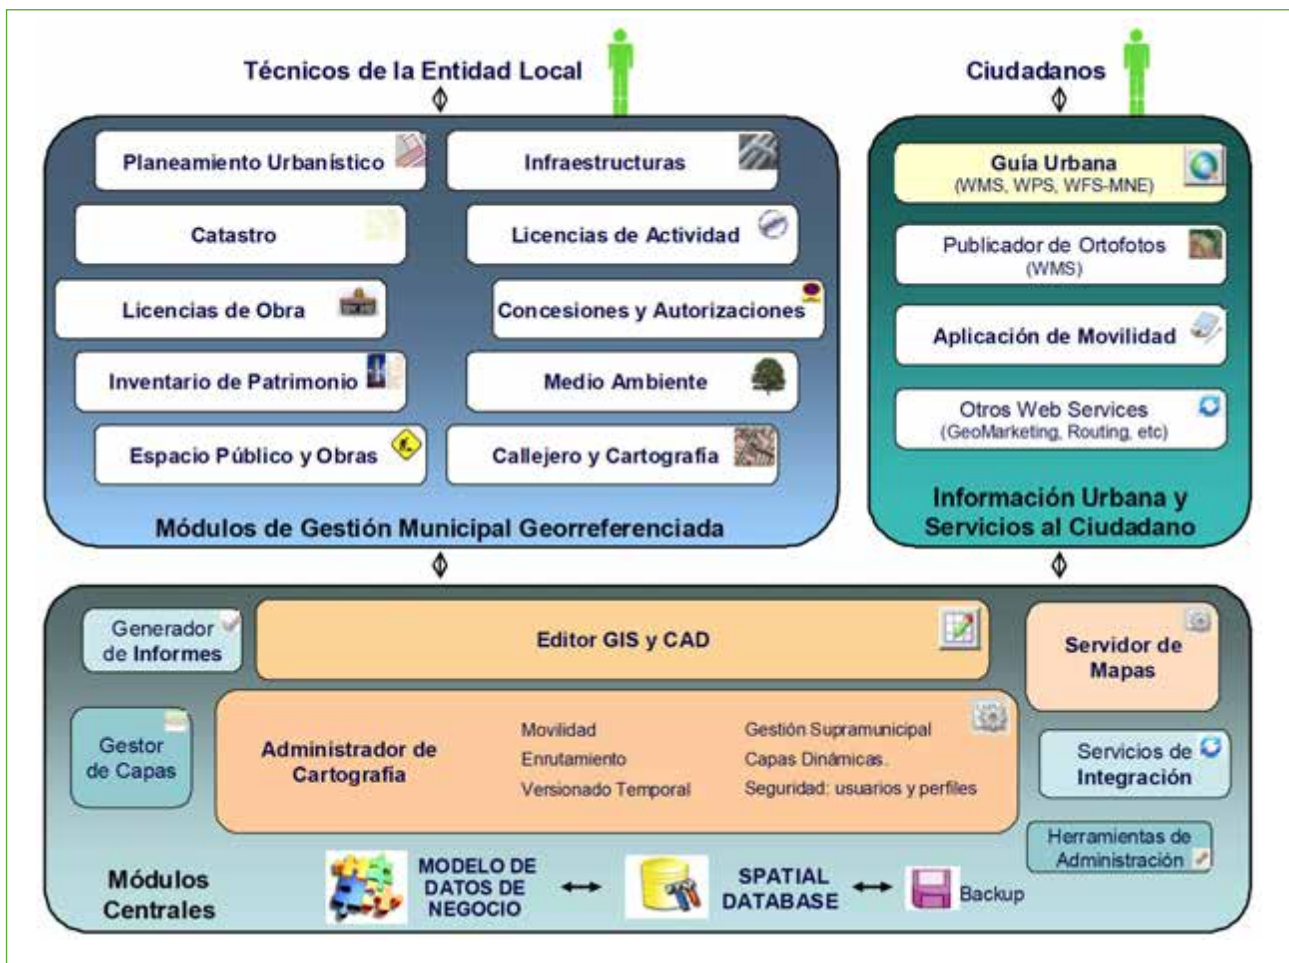 Técnicos de la Entidad Local
Ciudadanos
Planeamiento Urbanístico
Infraestructuras
Catastro
Licencias de Actividad
Licencias de Obra
Concesiones y Autorizaciones
Inventario de Patrimonio
Medio Ambiente
Espacio Público y Obras
Callejero y Cartografía
Módulos de Gestión Municipal Georreferenciada
Guía Urbana
(WMS, WPS, WFS-MNE)
Publicador de Ortofotos
(WMS)
Aplicación de Movilidad
Otros Web Services
(GeoMarketing, Routing, etc)
Información Urbana y
Servicios al Ciudadano
Generador
de Informes
Editor GIS y CAD
Servidor de
Mapas
Gestor
de Capas
Administrador de
Cartografía
Movilidad
Enrutamiento
Versionado Temporal
Gestión Supramunicipal
Capas Dinámicas.
Seguridad: usuarios y perfiles
Servicios de
Integración
Herramientas de
Administración
Módulos
Centrales
MODELO DE
DATOS DE
NEGOCIO
SPATIAL
DATABASE
Backup